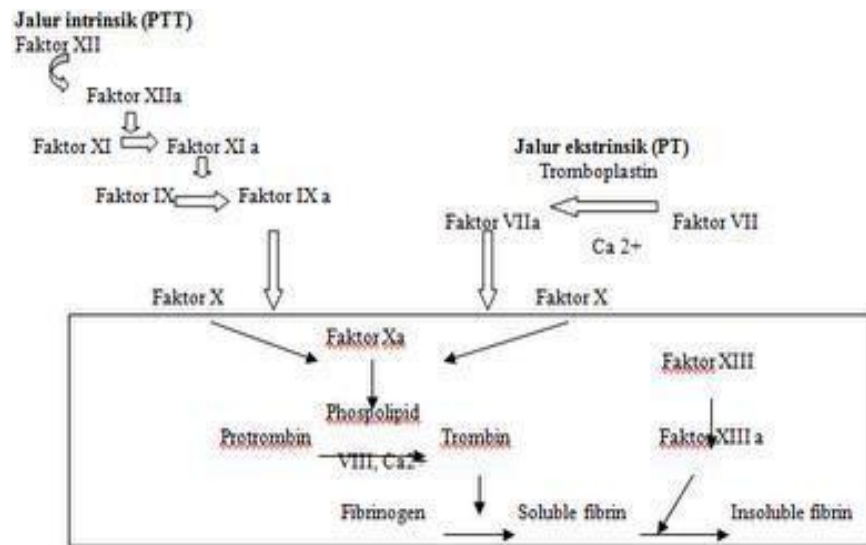 Jalur intrinsik (PTT)
Faktor XII
Faktor XIIa
Faktor XI
Faktor XI a
Jalur ekstrinsik (PT)
Tromboplastin
Faktor IX
Faktor IX a
Faktor VIIa
Faktor VII
Ca 2+
Faktor X
Faktor X
Faktor Xa
Faktor XIII
Phospolipid
Protrombin
Trombin
Faktor XIII a
VIII, Ca2+
Fibrinogen
Soluble fibrin
Insoluble fibrin